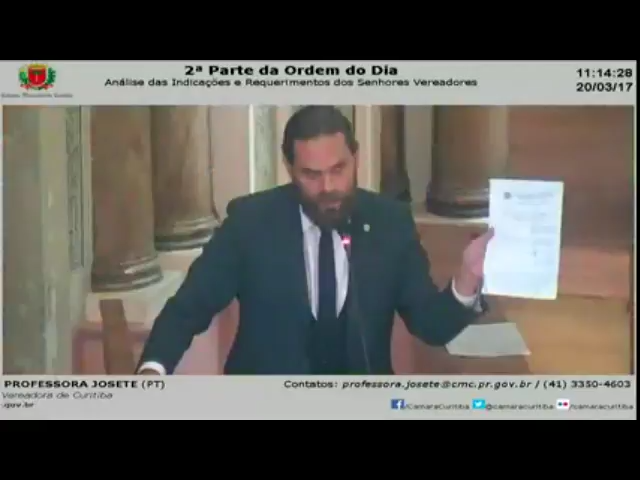 2ª Parte da Ordem do Dia
Análise das Indicações e Requerimentos dos Senhores Vereadores
11:14:28
20/03/17
PROFESSORA JOSETE (PT)
Vereadora de Curitiba
.gov.br
Contatos: professora.josete@cmc.pr.gov.br / (41) 3350-4603
/CamaraCuritiba @camaracuritiba /camaracuritiba